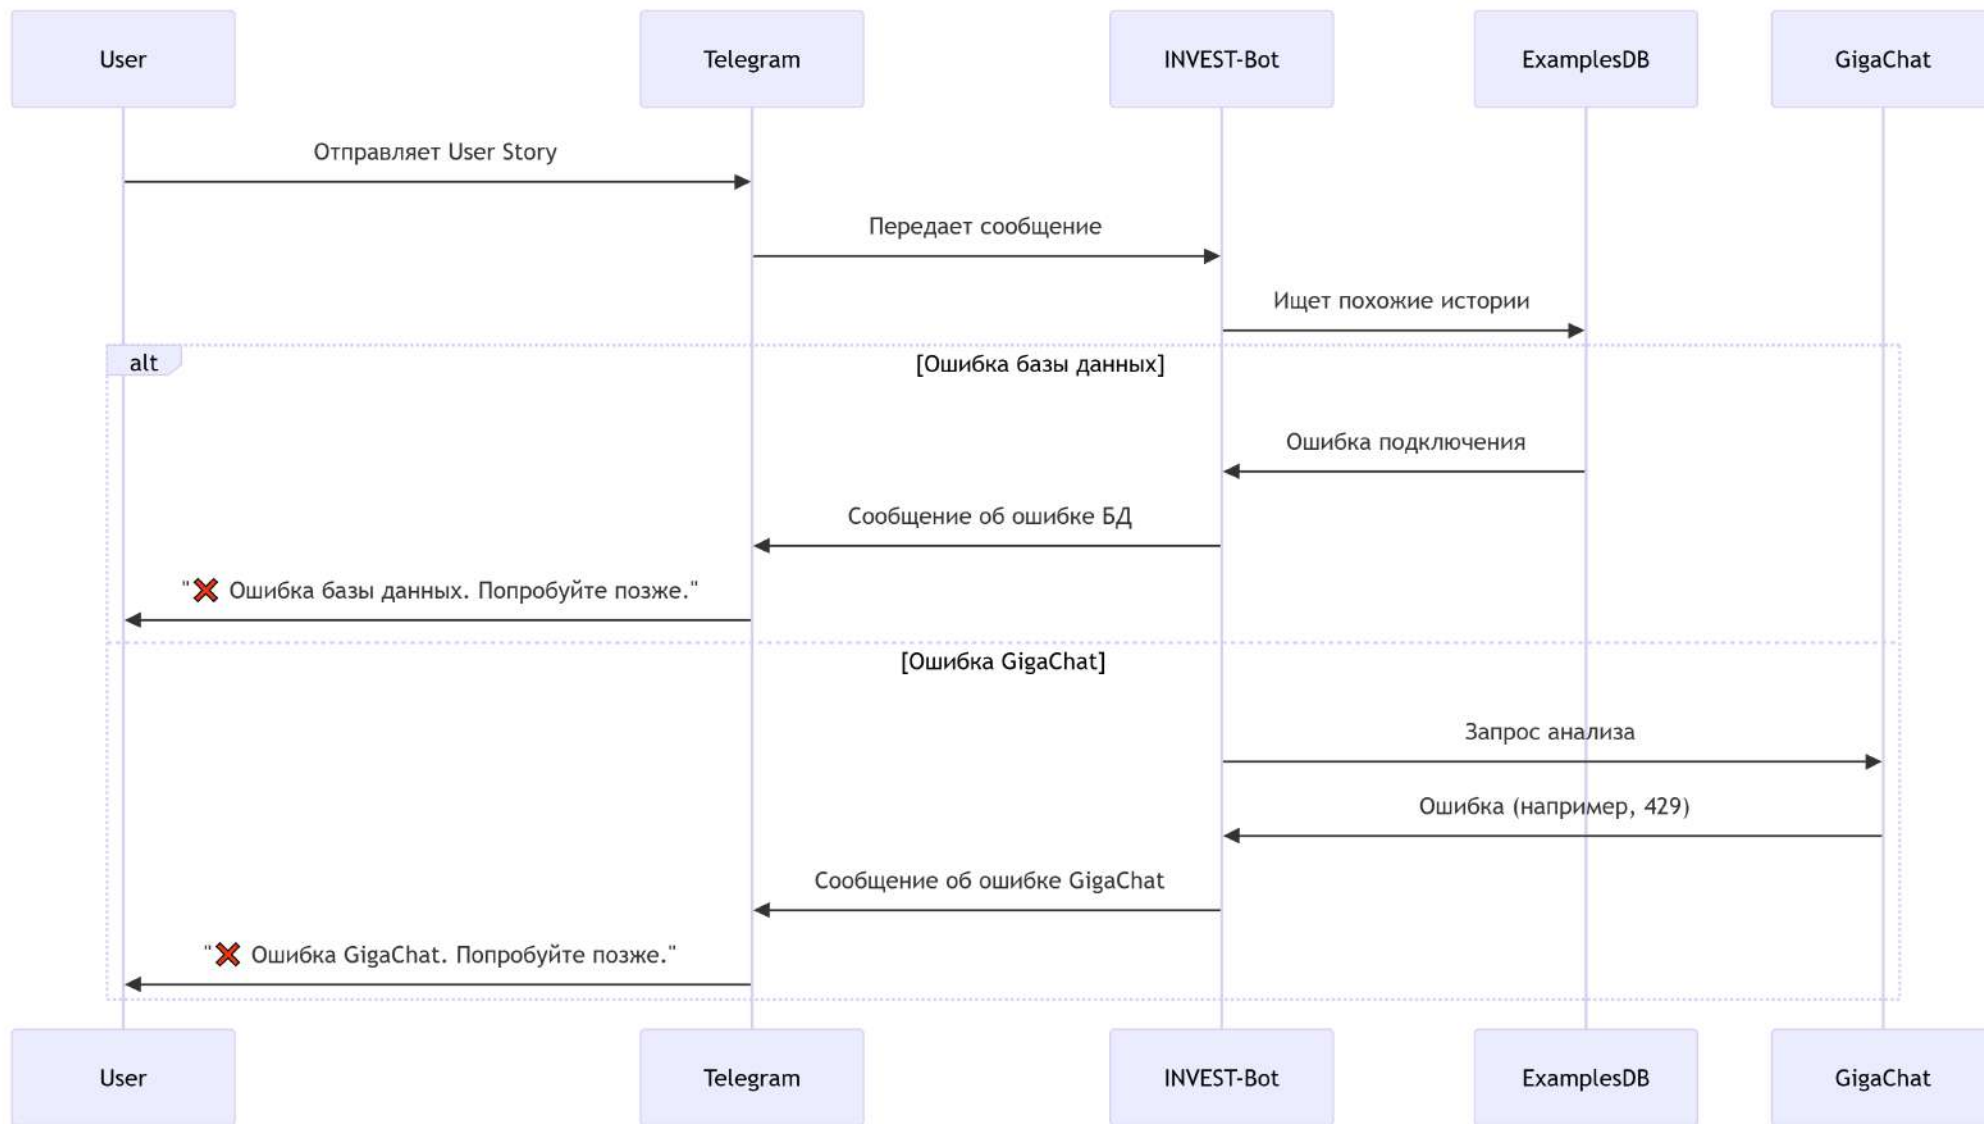 User
Telegram
INVEST-Bot
ExamplesDB
GigaChat
Отправляет User Story
Передает сообщение
Ищет похожие истории
alt
[Ошибка базы данных]
Ошибка подключения
Сообщение об ошибке БД
"❌ Ошибка базы данных. Попробуйте позже."
[Ошибка GigaChat]
Запрос анализа
Ошибка (например, 429)
Сообщение об ошибке GigaChat
"❌ Ошибка GigaChat. Попробуйте позже."
User
Telegram
INVEST-Bot
ExamplesDB
GigaChat